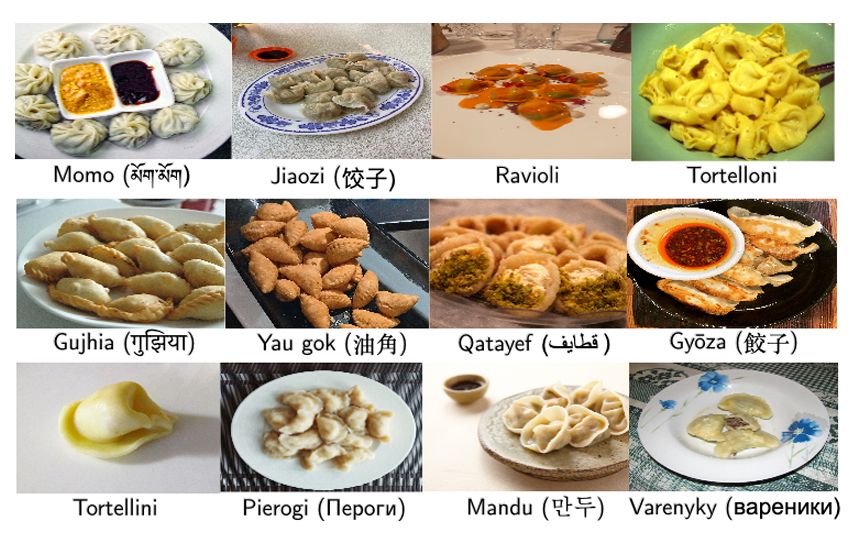 Momo (མོག་མོག)
Jiaozi (饺子)
Ravioli
Tortelloni
Gujhia (गुझिया)
Yau gok (油角)
Qatayef (قطايف)
Gyōza (餃子)
Tortellini
Pierogi (Пероги)
Mandu (만두)
Varenyky (вареники)